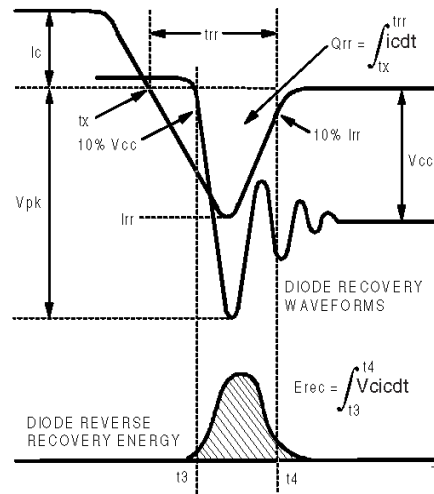 trr
Ic
Qrr = ∫ trr tx icdt
tx
10% Vcc
10% Irr
Vcc
Vpk
Irr
DIODE RECOVERY
WAVEFORMS
Erec = ∫ t4 t3 Vcicdt
DIODE REVERSE
RECOVERY ENERGY
t3
t4